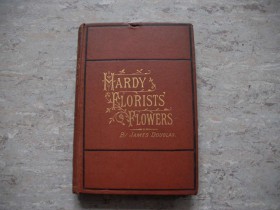 HARDY
FLORISTS'
FLOWERS
BY JAMES DOUGLAS.